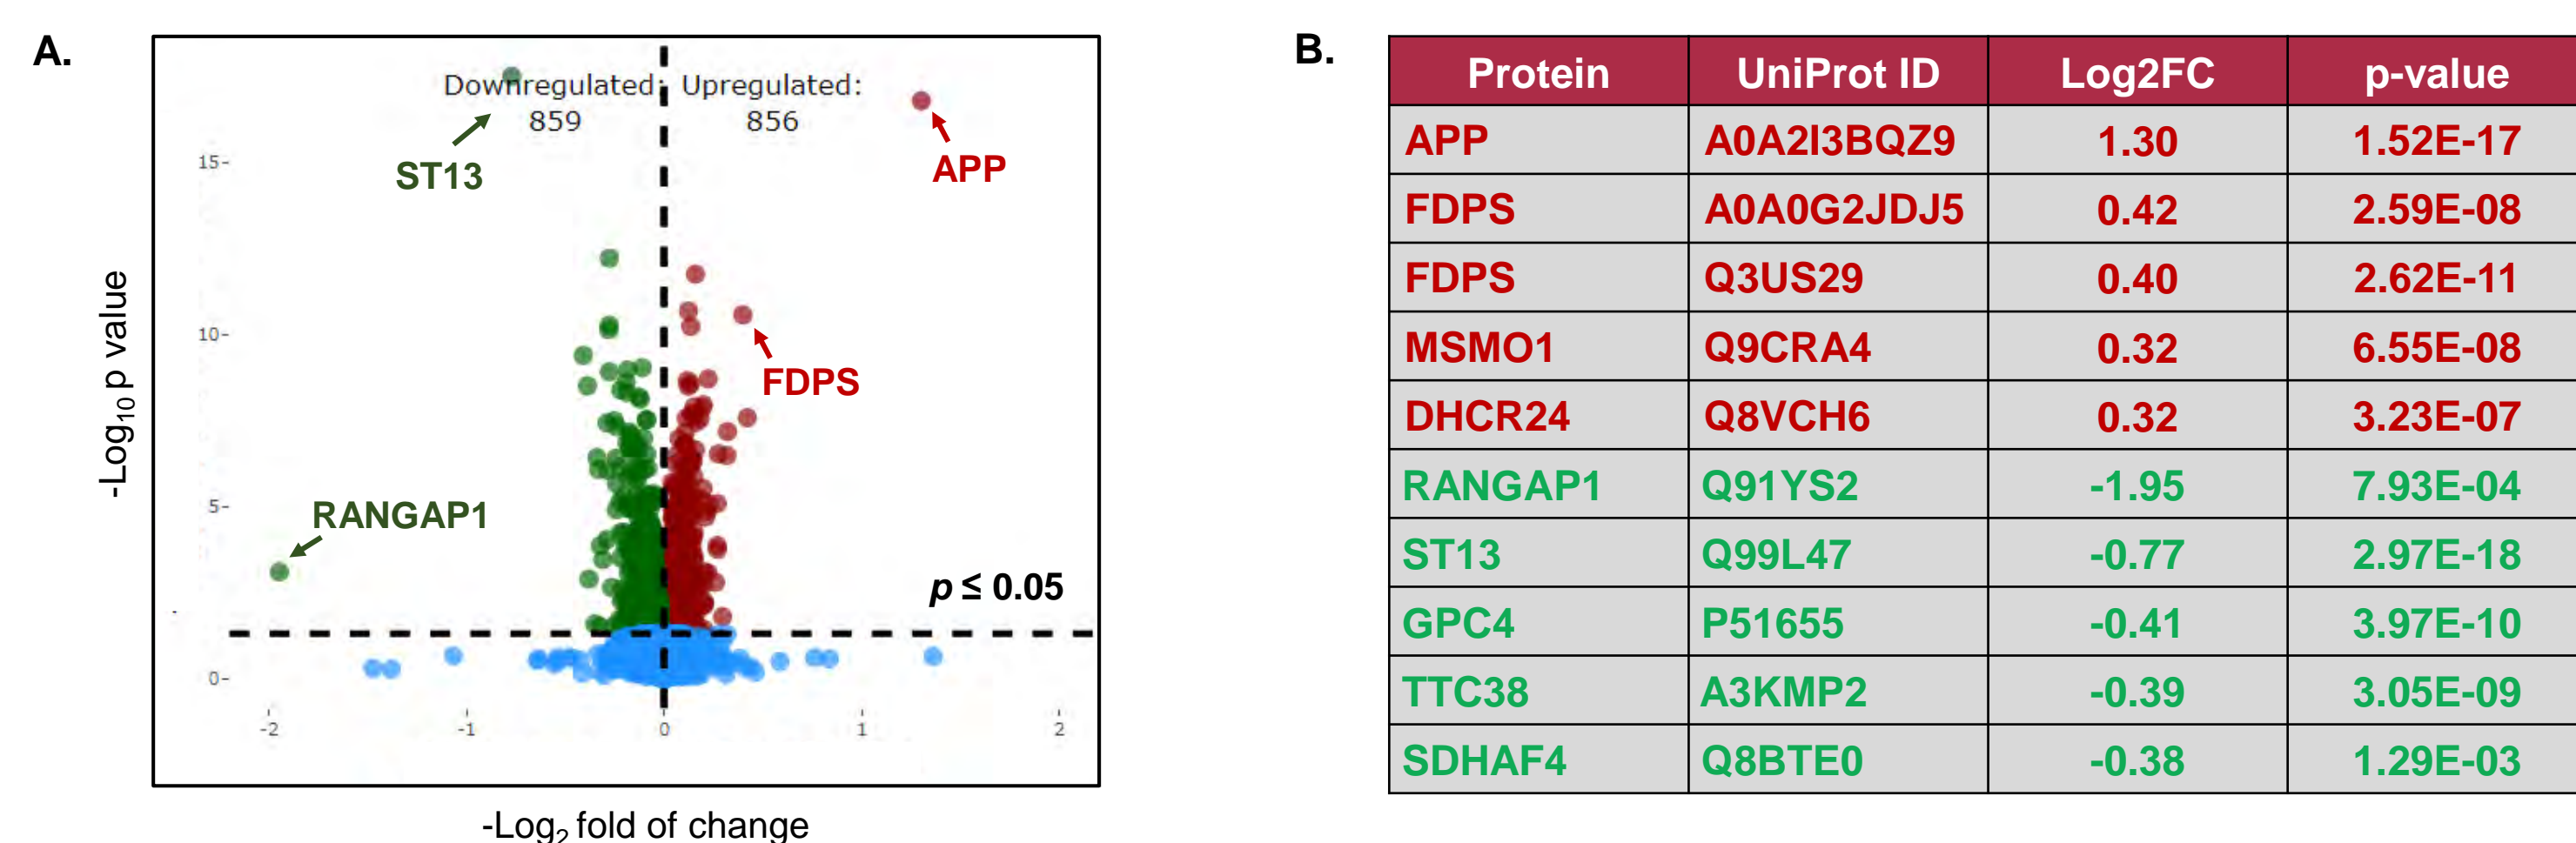 A.
Downregulated: Upregulated:
859 856
ST13
APP
15-
10-
5-
0-
FDPS
RANGAP1
p ≤ 0.05
-Log10 p value
-2 -1 0 1 2
-Log2 fold of change
B.
Protein UniProt ID Log2FC p-value
APP A0A2I3BQZ9 1.30 1.52E-17
FDPS A0A0G2JDJ5 0.42 2.59E-08
FDPS Q3US29 0.40 2.62E-11
MSMO1 Q9CRA4 0.32 6.55E-08
DHCR24 Q8VCH6 0.32 3.23E-07
RANGAP1 Q91YS2 -1.95 7.93E-04
ST13 Q99L47 -0.77 2.97E-18
GPC4 P51655 -0.41 3.97E-10
TTC38 A3KMP2 -0.39 3.05E-09
SDHAF4 Q8BTE0 -0.38 1.29E-03